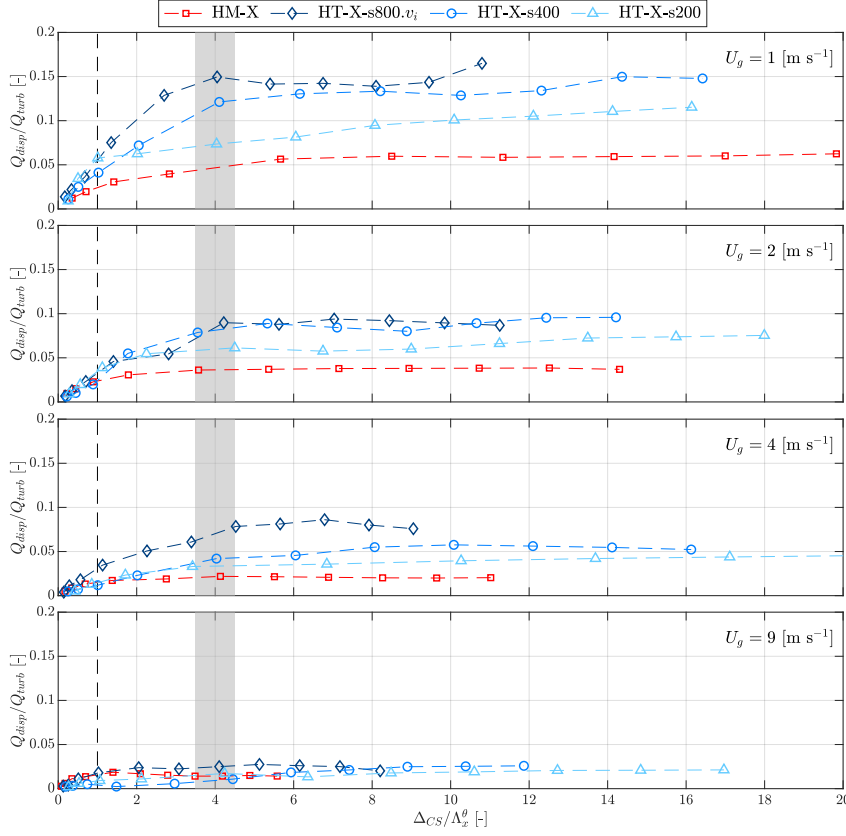 HM-X HT-X-s800.v_i HT-X-s400 HT-X-s200
0.2
0.15
0.1
0.05
0
Q_disp/Q_turb [-]
U_g = 1 [m s⁻¹]
0.2
0.15
0.1
0.05
0
Q_disp/Q_turb [-]
U_g = 2 [m s⁻¹]
0.2
0.15
0.1
0.05
0
Q_disp/Q_turb [-]
U_g = 4 [m s⁻¹]
0.2
0.15
0.1
0.05
0
Q_disp/Q_turb [-]
U_g = 9 [m s⁻¹]
0 2 4 6 8 10 12 14 16 18 20
Δ_CS/Λ_x^θ [-]